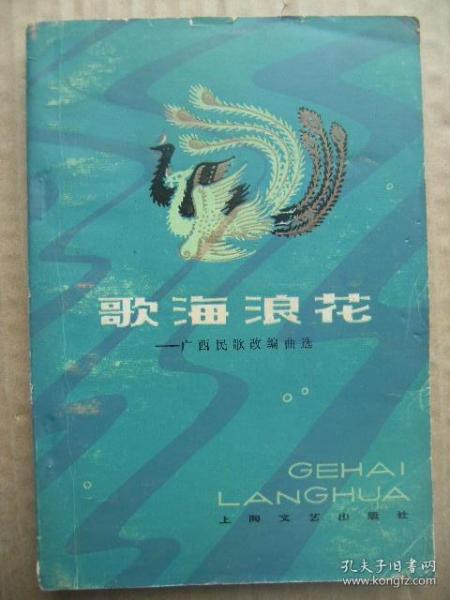 歌海浪花
——广西民歌改编曲选
GEHAI
LANGHUA
上海文艺出版社
孔夫子旧书网
www.kongfz.com